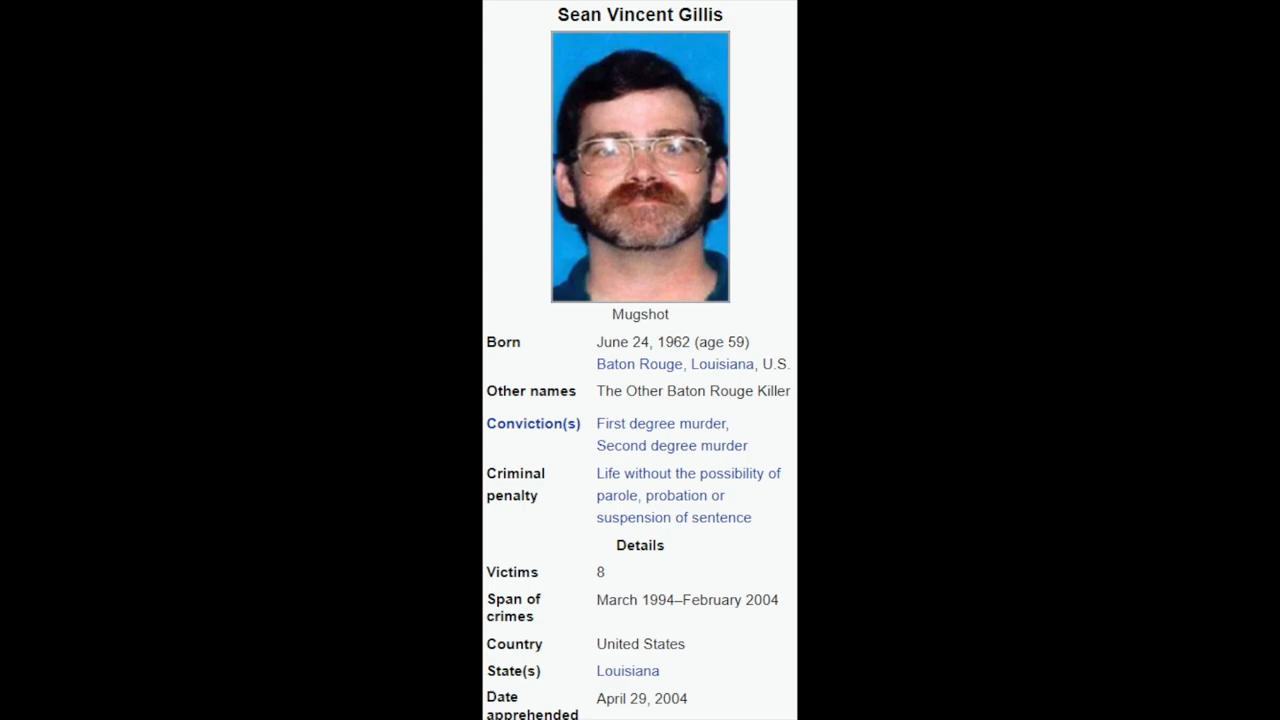 Sean Vincent Gillis
Mugshot
Born June 24, 1962 (age 59)
Baton Rouge, Louisiana, U.S.
Other names The Other Baton Rouge Killer
Conviction(s) First degree murder,
Second degree murder
Criminal penalty Life without the possibility of
parole, probation or
suspension of sentence
Details
Victims 8
Span of crimes March 1994–February 2004
Country United States
State(s) Louisiana
Date apprehended April 29, 2004